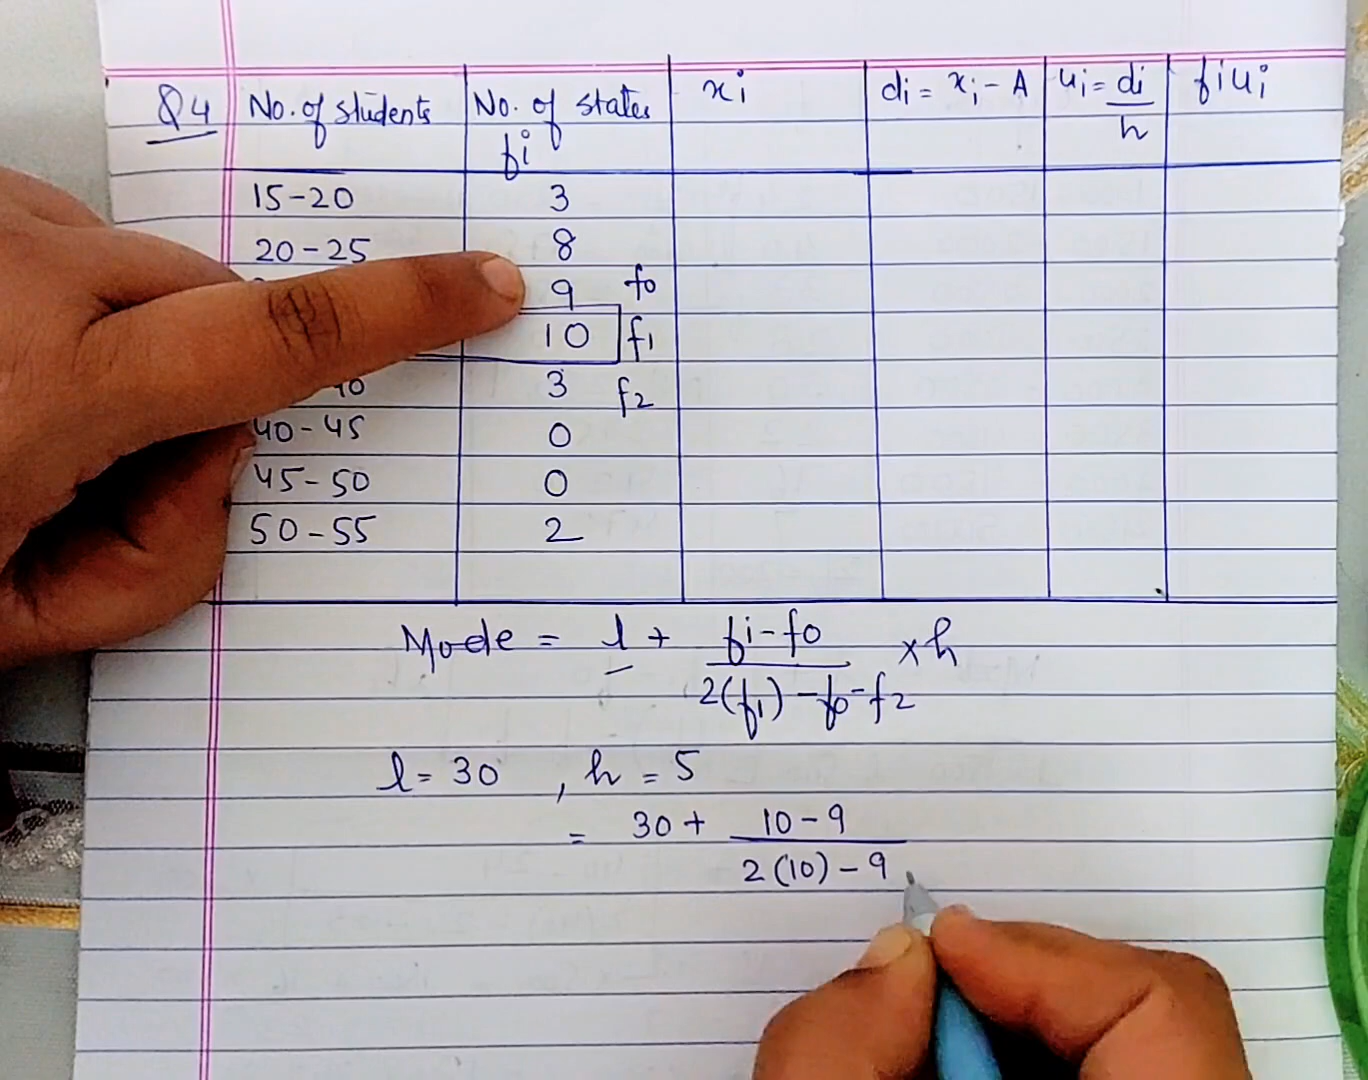 Q4 No. of students No. of states fi xi di = xi - A ui = di/h fiui
15-20 3
20-25 8
9 f0
10 f1
40 3 f2
40-45 0
45-50 0
50-55 2
Mode = l + fi-f0 / 2(f1)-f0-f2 × h
l = 30 , h = 5
= 30 + 10-9 / 2(10)-9